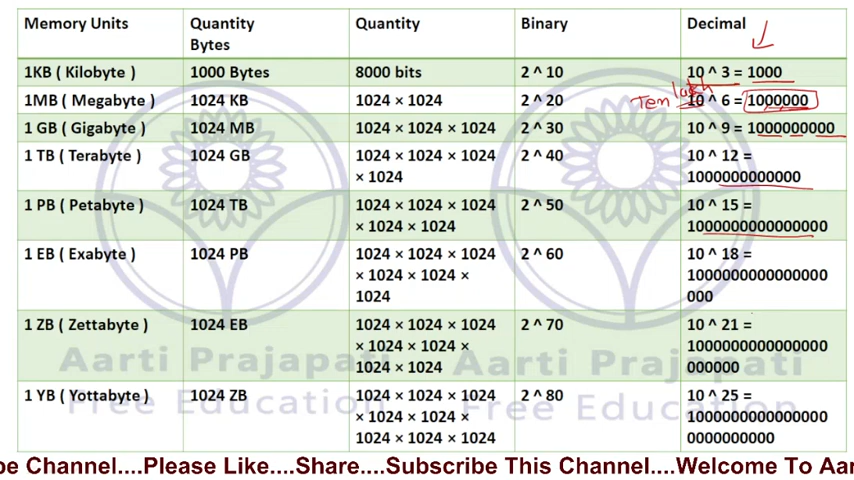 Memory Units Quantity Quantity Binary Decimal
Bytes
1KB ( Kilobyte ) 1000 Bytes 8000 bits 2 ^ 10 10 ^ 3 = 1000
1MB ( Megabyte ) 1024 KB 1024 × 1024 2 ^ 20 10 ^ 6 = 1000000
Ten lakh
1 GB ( Gigabyte ) 1024 MB 1024 × 1024 × 1024 2 ^ 30 10 ^ 9 = 1000000000
1 TB ( Terabyte ) 1024 GB 1024 × 1024 × 1024 2 ^ 40 10 ^ 12 =
× 1024 1000000000000
1 PB ( Petabyte ) 1024 TB 1024 × 1024 × 1024 2 ^ 50 10 ^ 15 =
× 1024 × 1024 1000000000000000
1 EB ( Exabyte ) 1024 PB 1024 × 1024 × 1024 2 ^ 60 10 ^ 18 =
× 1024 × 1024 × 1000000000000000
1024 000
1 ZB ( Zettabyte ) 1024 EB 1024 × 1024 × 1024 2 ^ 70 10 ^ 21 =
× 1024 × 1024 × 1000000000000000
1024 × 1024 000000
1 YB ( Yottabyte ) 1024 ZB 1024 × 1024 × 1024 2 ^ 80 10 ^ 25 =
× 1024 × 1024 × 1000000000000000
1024 × 1024 × 1024 0000000000
Aarti Prajapati Aarti Prajapati
Free Education Free Education
be Channel....Please Like....Share....Subscribe This Channel....Welcome To Aar